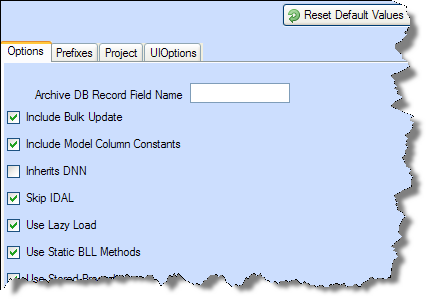 Reset Default Values
Options Prefixes Project UIOptions
Archive DB Record Field Name
Include Bulk Update
Include Model Column Constants
Inherits DNN
Skip IDAL
Use Lazy Load
Use Static BLL Methods
Use Stored